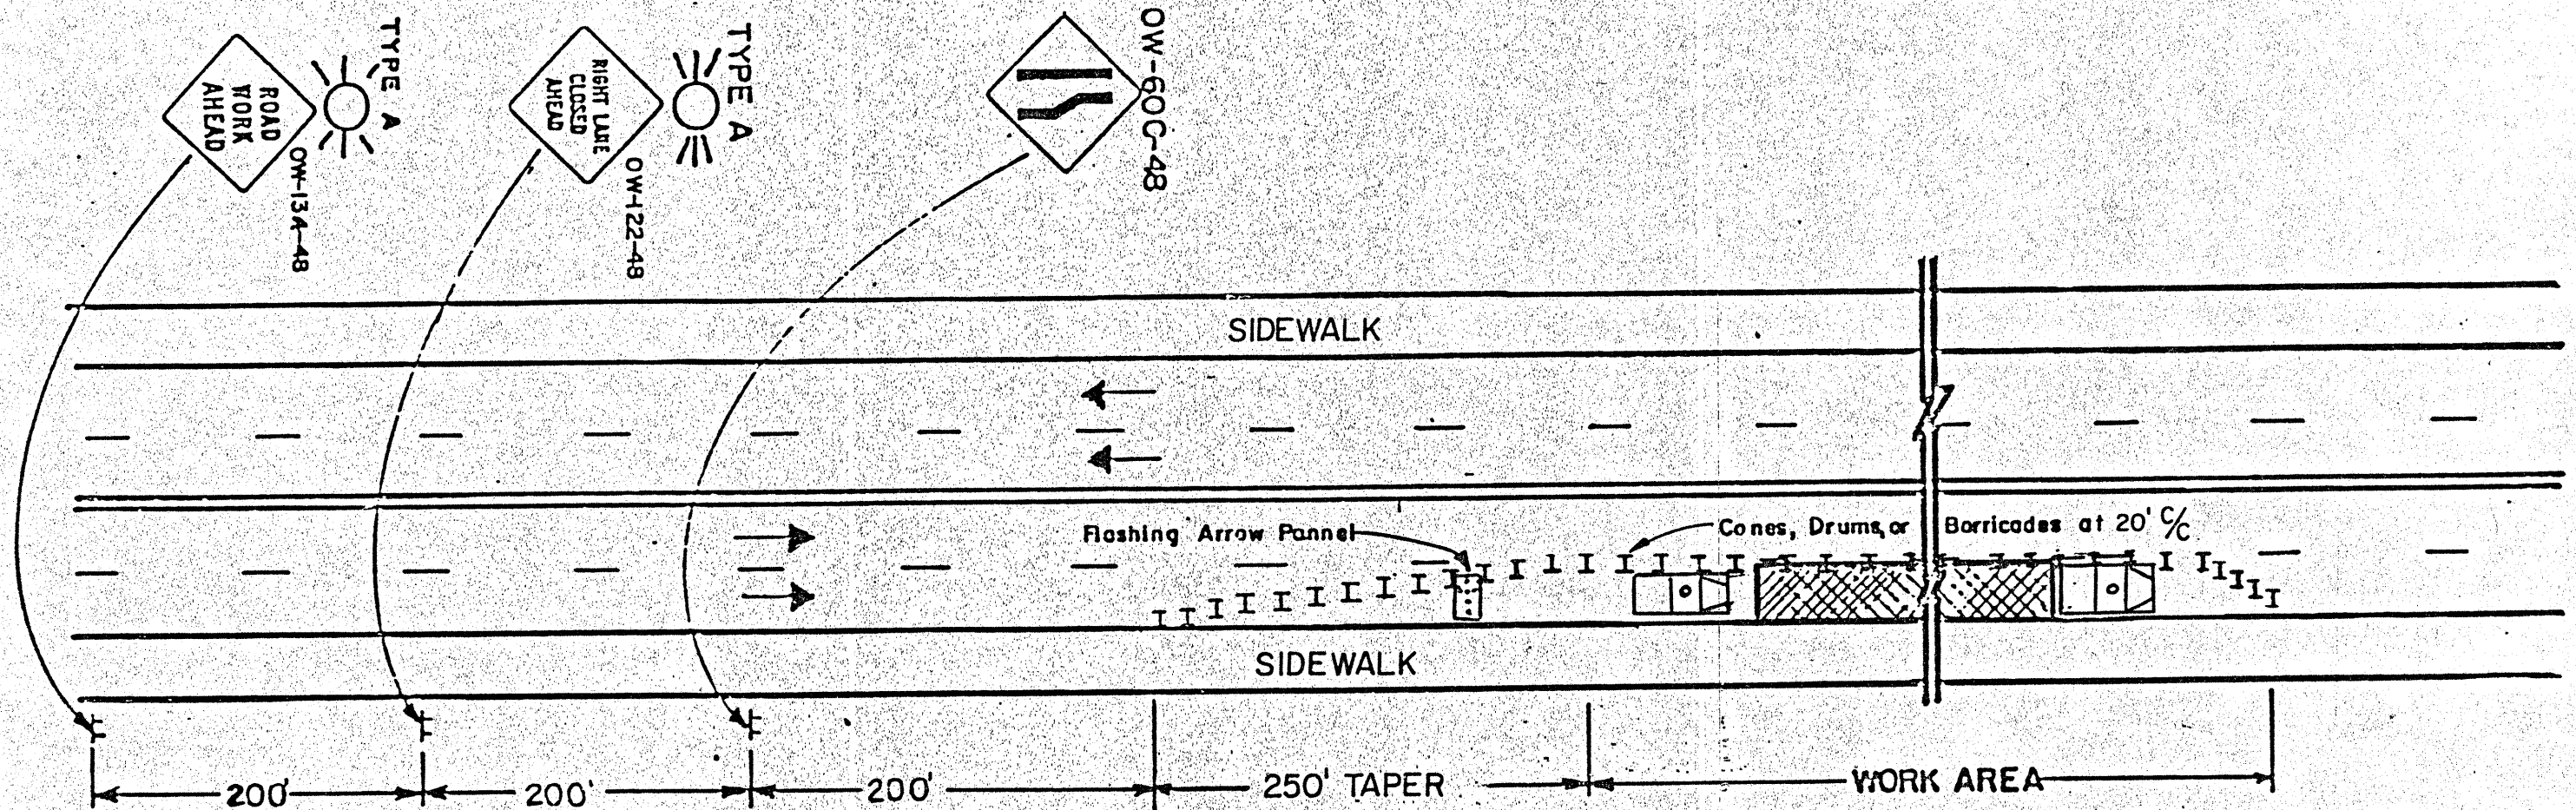 TYPE A
ROAD
WORK
AHEAD
OW-13A-48
TYPE A
RIGHT LANE
CLOSED
AHEAD
OW-122-48
OW-60C-48
SIDEWALK
Flashing Arrow Pannel
Cones, Drums, or Borricades at 20' C/C
SIDEWALK
200'
200'
200'
250' TAPER
WORK AREA